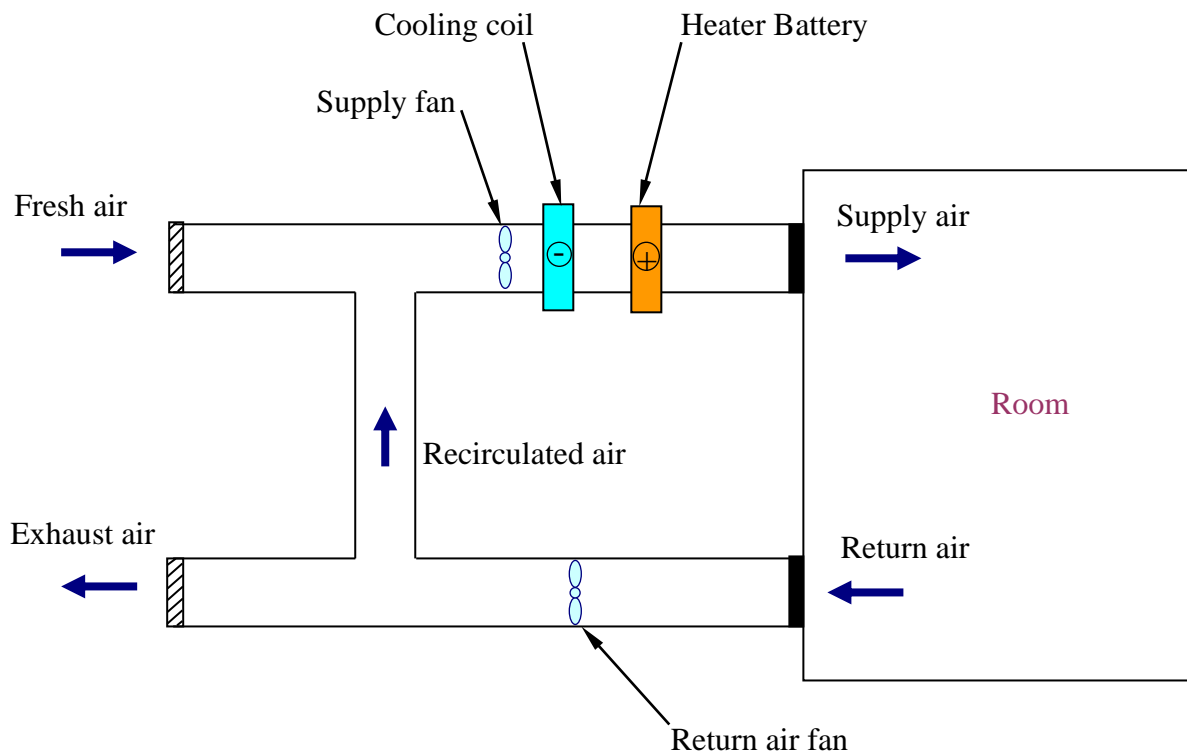 Cooling coil
Heater Battery
Supply fan
Fresh air
Supply air
-
+
Room
Recirculated air
Exhaust air
Return air
Return air fan